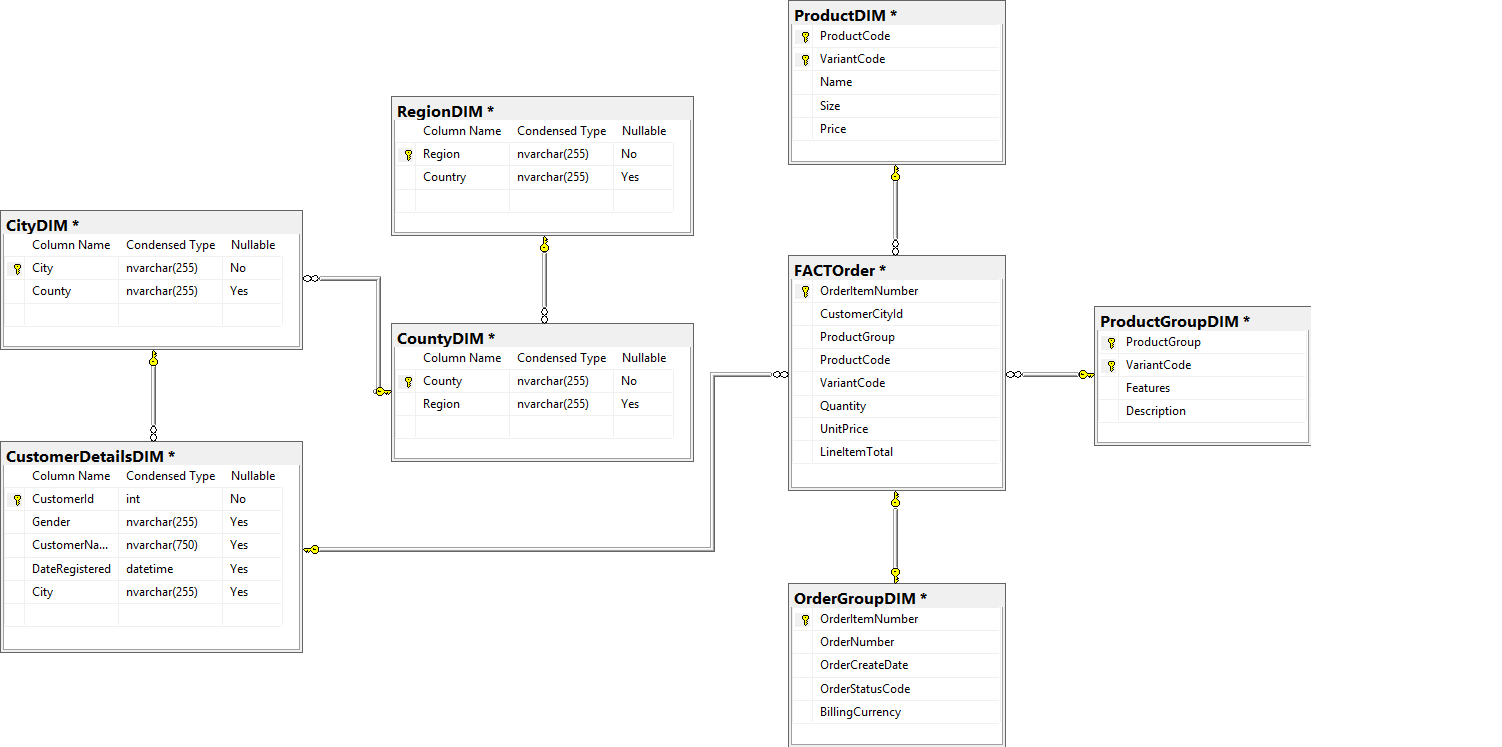 ProductDIM *
ProductCode
VariantCode
Name
Size
Price
RegionDIM *
Column Name Condensed Type Nullable
Region nvarchar(255) No
Country nvarchar(255) Yes
CityDIM *
Column Name Condensed Type Nullable
City nvarchar(255) No
County nvarchar(255) Yes
CountyDIM *
Column Name Condensed Type Nullable
County nvarchar(255) No
Region nvarchar(255) Yes
FACTOrder *
OrderItemNumber
CustomerCityId
ProductGroup
ProductCode
VariantCode
Quantity
UnitPrice
LineItemTotal
ProductGroupDIM *
ProductGroup
VariantCode
Features
Description
CustomerDetailsDIM *
Column Name Condensed Type Nullable
CustomerId int No
Gender nvarchar(255) Yes
CustomerNa... nvarchar(750) Yes
DateRegistered datetime Yes
City nvarchar(255) Yes
OrderGroupDIM *
OrderItemNumber
OrderNumber
OrderCreateDate
OrderStatusCode
BillingCurrency